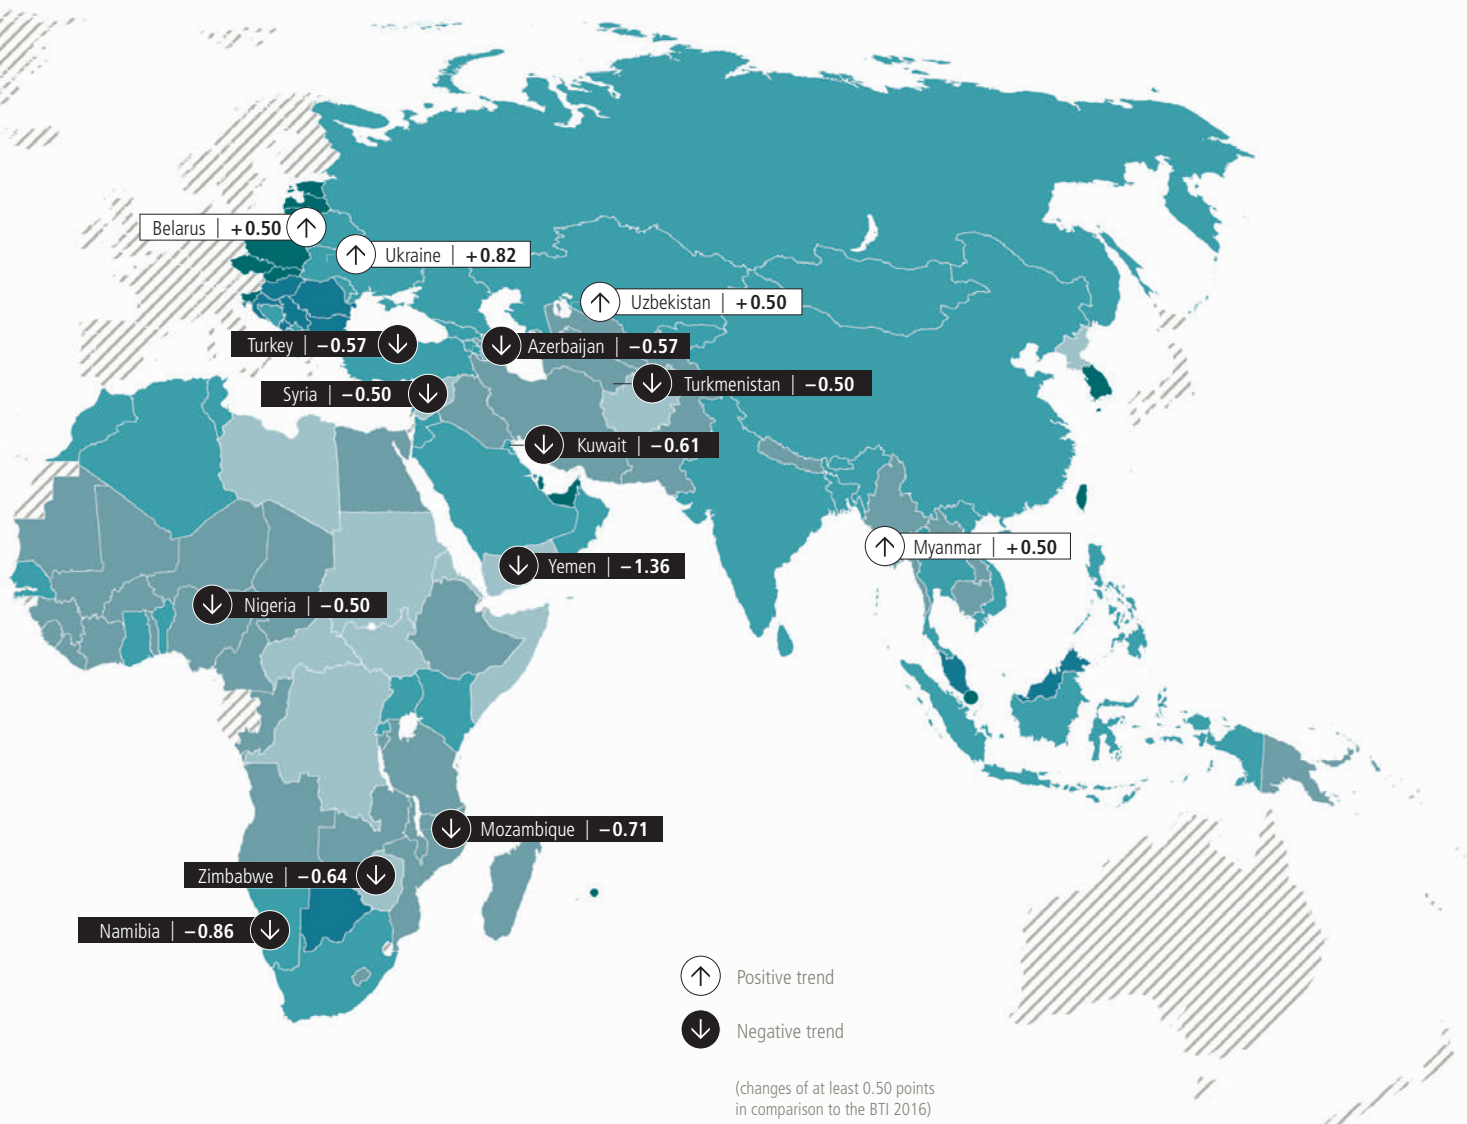 Belarus | +0.50
Ukraine | +0.82
Uzbekistan | +0.50
Turkey | −0.57
Azerbaijan | −0.57
Turkmenistan | −0.50
Syria | −0.50
Kuwait | −0.61
Myanmar | +0.50
Yemen | −1.36
Nigeria | −0.50
Mozambique | −0.71
Zimbabwe | −0.64
Namibia | −0.86
Positive trend
Negative trend
(changes of at least 0.50 points
in comparison to the BTI 2016)